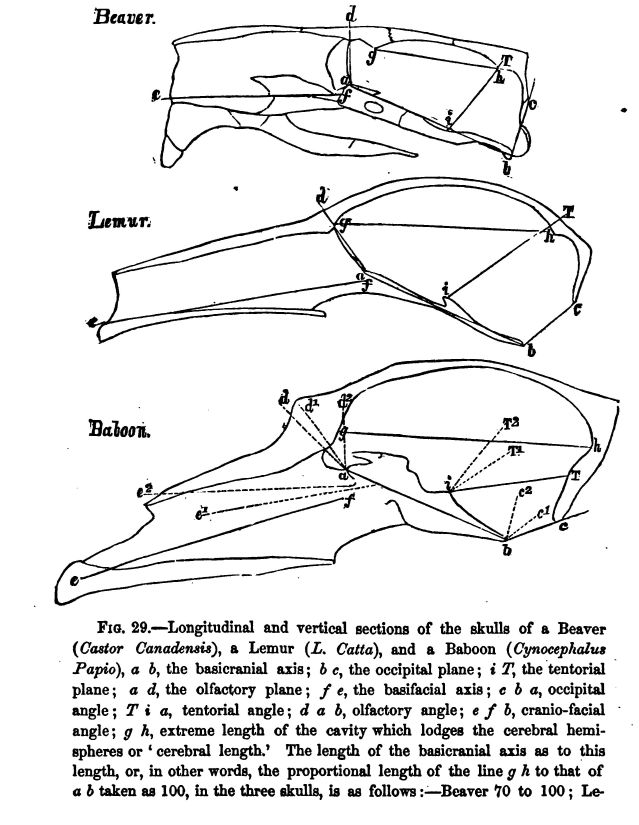 Beaver.
d
g
T
h
e
a
f
c
i
b
Lemur.
d
g
T
h
a
f
i
e
c
b
Baboon.
d
d¹
d²
g
T²
h
T¹
a
T
e²
i
f
c²
e¹
c¹
c
b
e
FIG. 29.—Longitudinal and vertical sections of the skulls of a Beaver
(Castor Canadensis), a Lemur (L. Catta), and a Baboon (Cynocephalus
Papio), a b, the basicranial axis; b c, the occipital plane; i T, the tentorial
plane; a d, the olfactory plane; f e, the basifacial axis; c b a, occipital
angle; T i a, tentorial angle; d a b, olfactory angle; e f b, cranio-facial
angle; g h, extreme length of the cavity which lodges the cerebral hemi-
spheres or ‘cerebral length.’ The length of the basicranial axis as to this
length, or, in other words, the proportional length of the line g h to that of
a b taken as 100, in the three skulls, is as follows:—Beaver 70 to 100; Le-